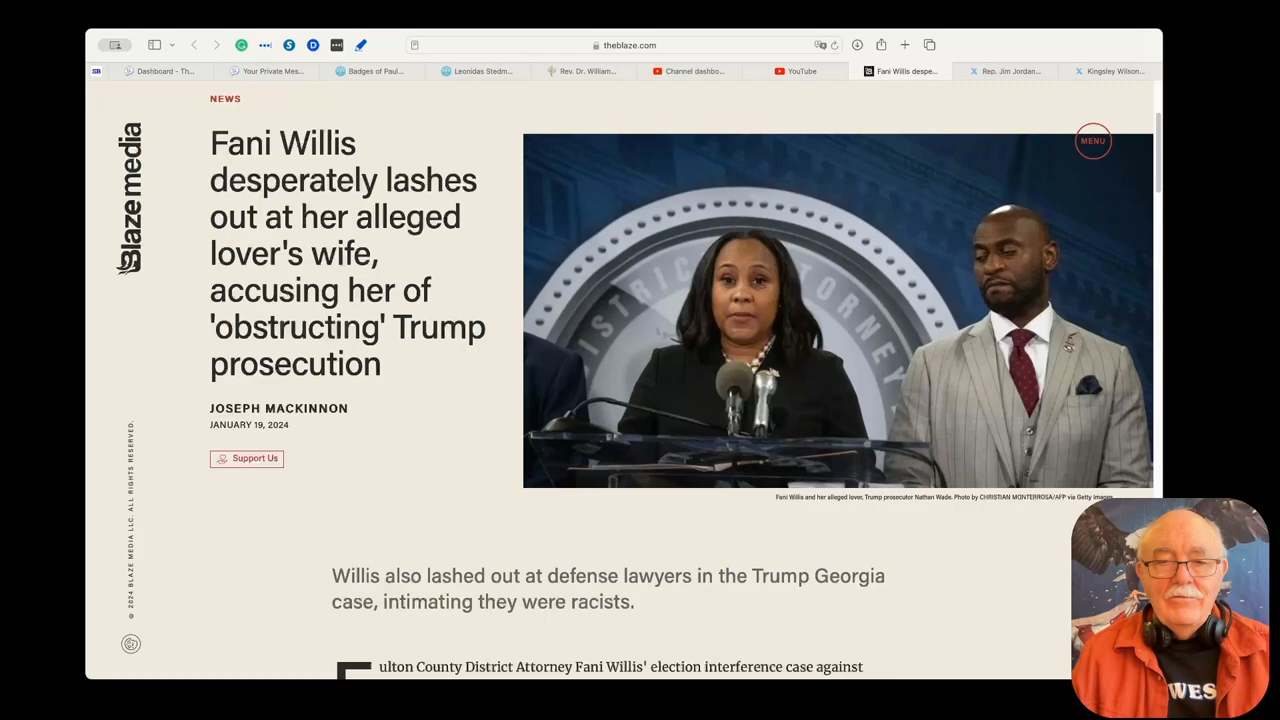 theblaze.com
SB
Dashboard - Th...
Your Private Mes...
Badges of Paul...
Leonidas Stedm...
Rev. Dr. William...
Channel dashbo...
YouTube
Fani Willis despe...
Rep. Jim Jordan...
Kingsley Wilson...
NEWS
Blaze media
MENU
Fani Willis
desperately lashes
out at her alleged
lover's wife,
accusing her of
'obstructing' Trump
prosecution
DISTRICT ATTORNEY
JOSEPH MACKINNON
JANUARY 19, 2024
Support Us
Fani Willis and her alleged lover, Trump prosecutor Nathan Wade. Photo by CHRISTIAN MONTERROSA/AFP via Getty Images
© 2024 BLAZE MEDIA LLC. ALL RIGHTS RESERVED.
Willis also lashed out at defense lawyers in the Trump Georgia
case, intimating they were racists.
Fulton County District Attorney Fani Willis' election interference case against
WES